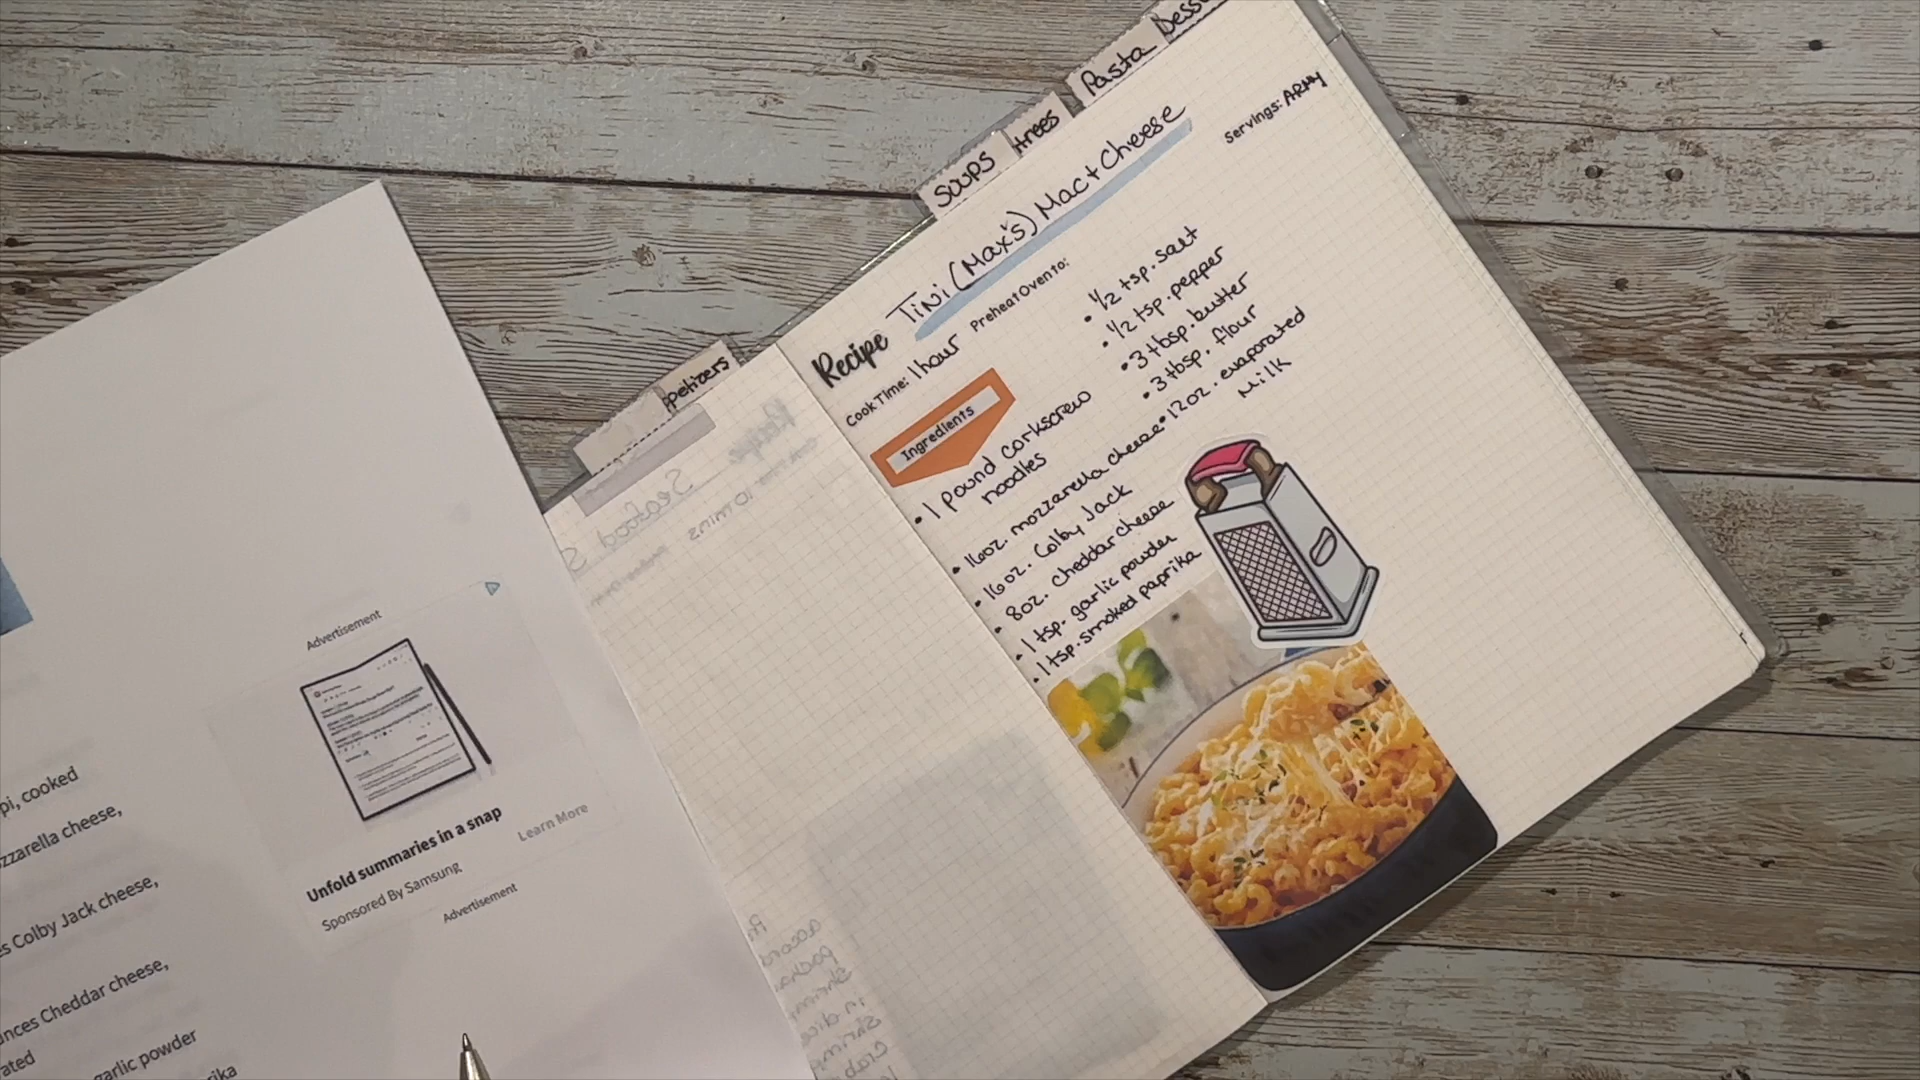 pi, cooked
zzarella cheese,
s Colby Jack cheese,
nces Cheddar cheese,
ated
garlic powder
rika
Advertisement
Unfold summaries in a snap
Sponsored By Samsung
Learn More
Advertisement
ppetizers
Soups
trees
Pasta
Dess
Recipe Tini (Max's) Mac + Cheese
Servings: ARMY
Cook Time: 1 hour Preheat Oven to:
Ingredients
• 1 pound corkscrew
noodles
• 16oz. mozzarella cheese
• 16oz. Colby Jack
• 8oz. cheddar cheese
• 1 tsp. garlic powder
• 1 tsp. smoked paprika
• 1/2 tsp. salt
• 1/2 tsp. pepper
• 3 tbsp. butter
• 3 tbsp. flour
• 12oz. evaporated
milk